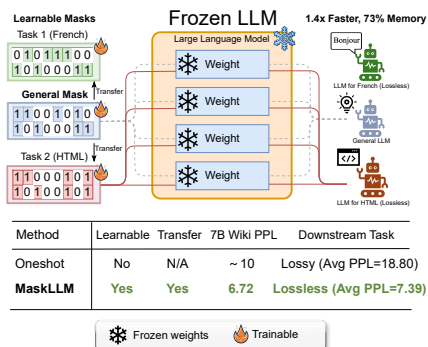 Learnable Masks
Frozen LLM
1.4x Faster, 73% Memory
Task 1 (French)
0 1 0 1 1 1 0 0
1 0 1 0 0 0 1 1
Transfer
General Mask
1 1 0 0 1 0 1 0
1 0 1 0 0 0 1 1
Transfer
Task 2 (HTML)
1 1 0 0 0 1 0 1
1 0 1 0 0 1 0 1
Large Language Model
Weight
Weight
Weight
Weight
Bonjour
LLM for French (Lossless)
General LLM
</>
LLM for HTML (Lossless)
Method Learnable Transfer 7B Wiki PPL Downstream Task
Oneshot No N/A ~ 10 Lossy (Avg PPL=18.80)
MaskLLM Yes Yes 6.72 Lossless (Avg PPL=7.39)
Frozen weights Trainable